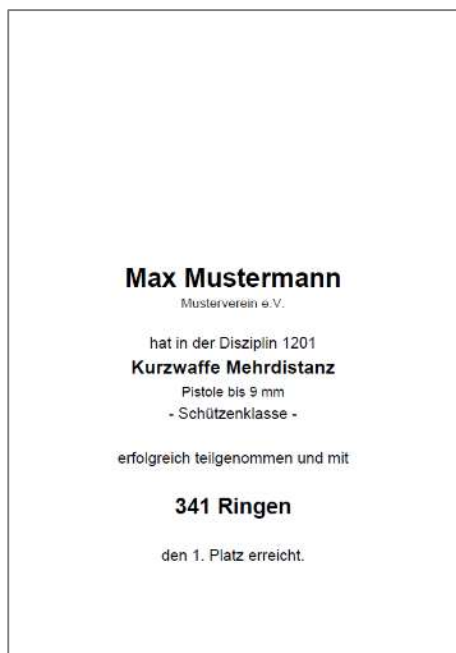 Max Mustermann
Musterverein e.V.
hat in der Disziplin 1201
Kurzwaffe Mehrdistanz
Pistole bis 9 mm
- Schützenklasse -
erfolgreich teilgenommen und mit
341 Ringen
den 1. Platz erreicht.